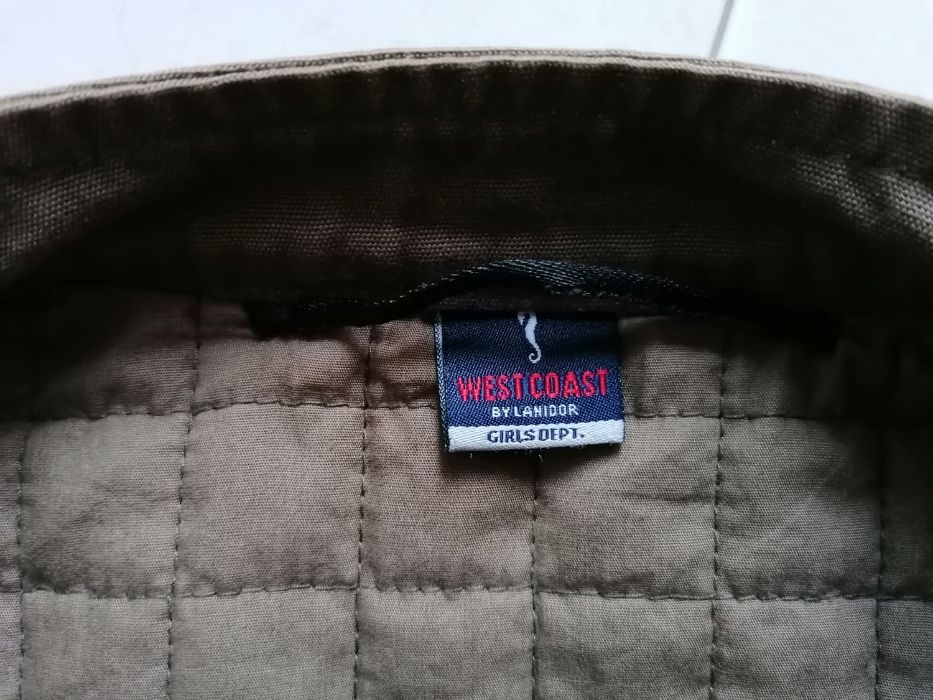 WEST COAST
BY LANIDOR
GIRLS DEPT.